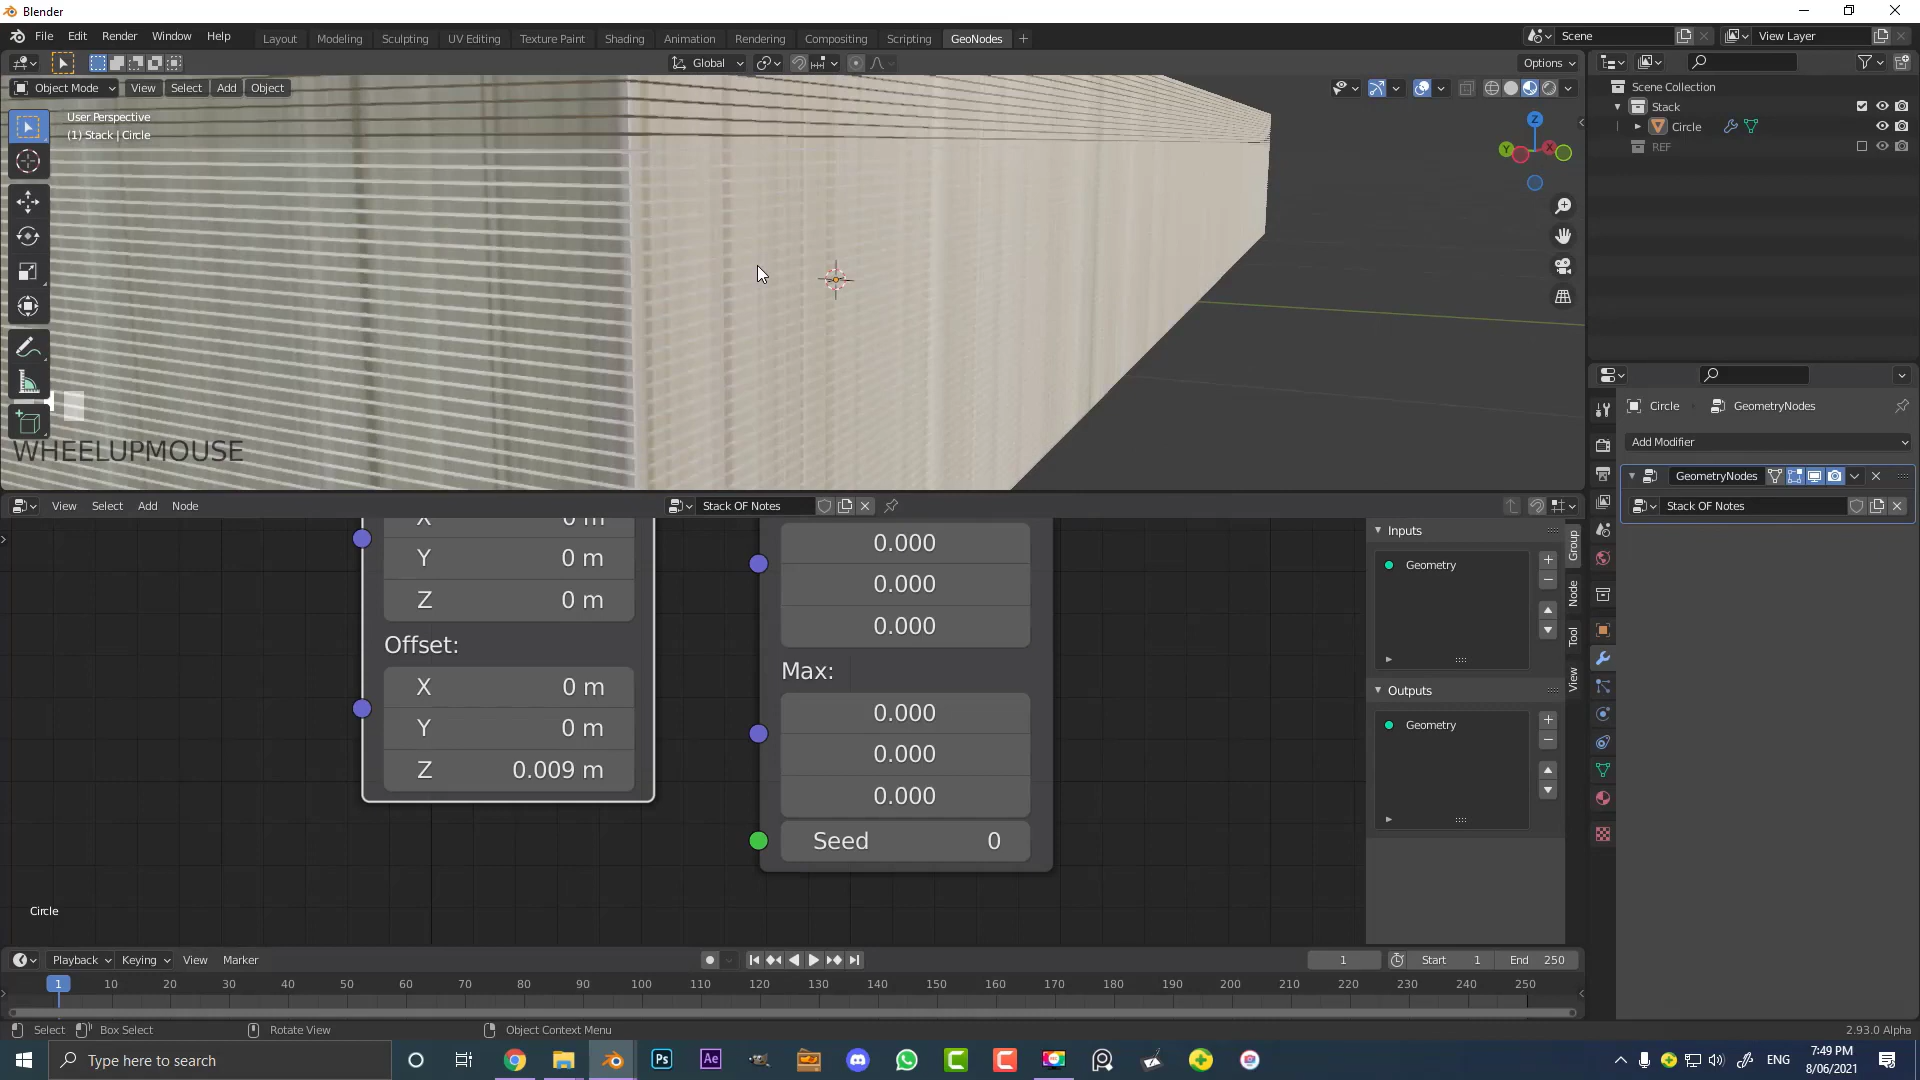 Blender
File Edit Render Window Help
Layout Modeling Sculpting UV Editing Texture Paint Shading Animation Rendering Compositing Scripting GeoNodes
Scene
View Layer
Global
Options
Object Mode View Select Add Object
User Perspective
(1) Stack | Circle
Z
Y
X
WHEELUPMOUSE
Scene Collection
Stack
Circle
REF
Circle GeometryNodes
Add Modifier
GeometryNodes
Stack OF Notes
View Select Add Node
Stack OF Notes
X 0 m
Y 0 m
Z 0 m
Offset:
X 0 m
Y 0 m
Z 0.009 m
0.000
0.000
0.000
Max:
0.000
0.000
0.000
Seed 0
Inputs
Geometry
Outputs
Geometry
Group
Node
Tool
View
Circle
Playback Keying View Marker
1
Start 1
End 250
1 10 20 30 40 50 60 70 80 90 100 110 120 130 140 150 160 170 180 190 200 210 220 230 240 250
Select Box Select Rotate View Object Context Menu
2.93.0 Alpha
Type here to search
Ps
Ae
ENG
7:49 PM
8/06/2021